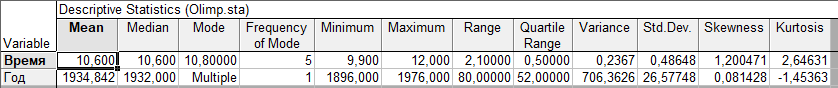 Descriptive Statistics (Olimp.sta)
Variable Mean Median Mode Frequency of Mode Minimum Maximum Range Quartile Range Variance Std.Dev. Skewness Kurtosis
Время 10,600 10,600 10,80000 5 9,900 12,000 2,10000 0,50000 0,2367 0,48648 1,200471 2,64631
Год 1934,842 1932,000 Multiple 1 1896,000 1976,000 80,00000 52,00000 706,3626 26,57748 0,081428 -1,45363